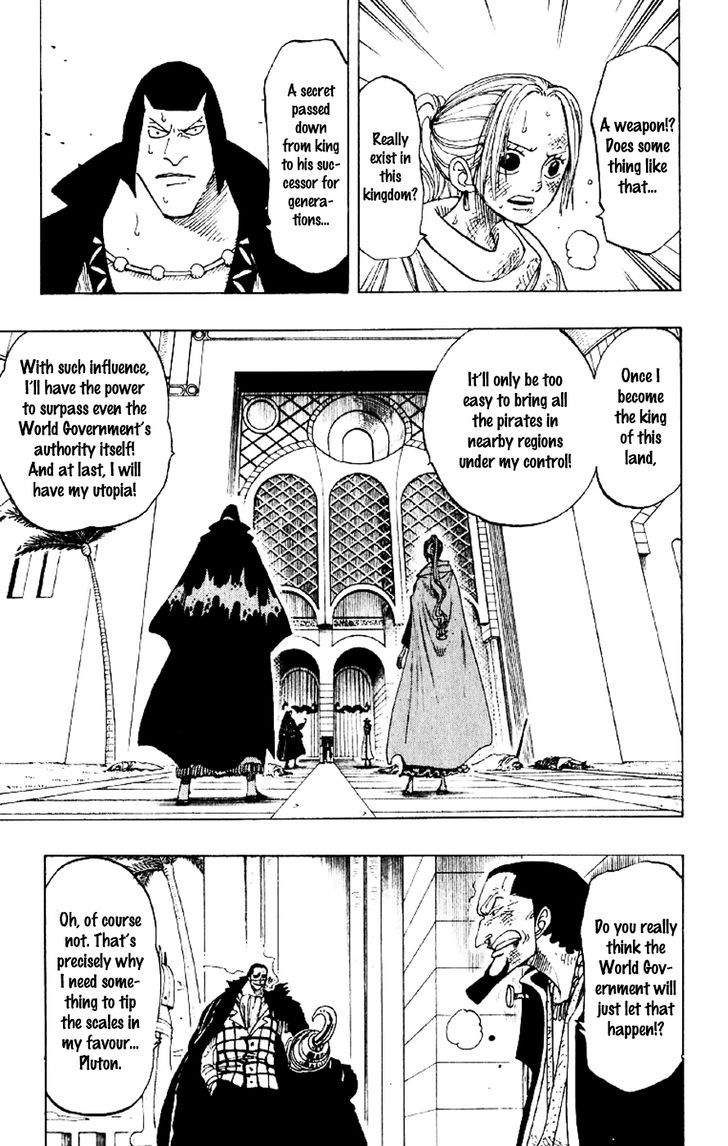 A weapon!?
Does some
thing like
that...
Really
exist in
this
kingdom?
A secret
passed
down
from king
to his suc-
cessor for
genera-
tions...
Once I
become
the king
of this
land,
It'll only be too
easy to bring all
the pirates in
nearby regions
under my control!
With such influence,
I'll have the power
to surpass even the
World Government's
authority itself!
And at last, I will
have my utopia!
Do you really
think the
World Gov-
ernment will
just let that
happen!?
Oh, of course
not. That's
precisely why
I need some-
thing to tip
the scales in
my favour...
Pluton.